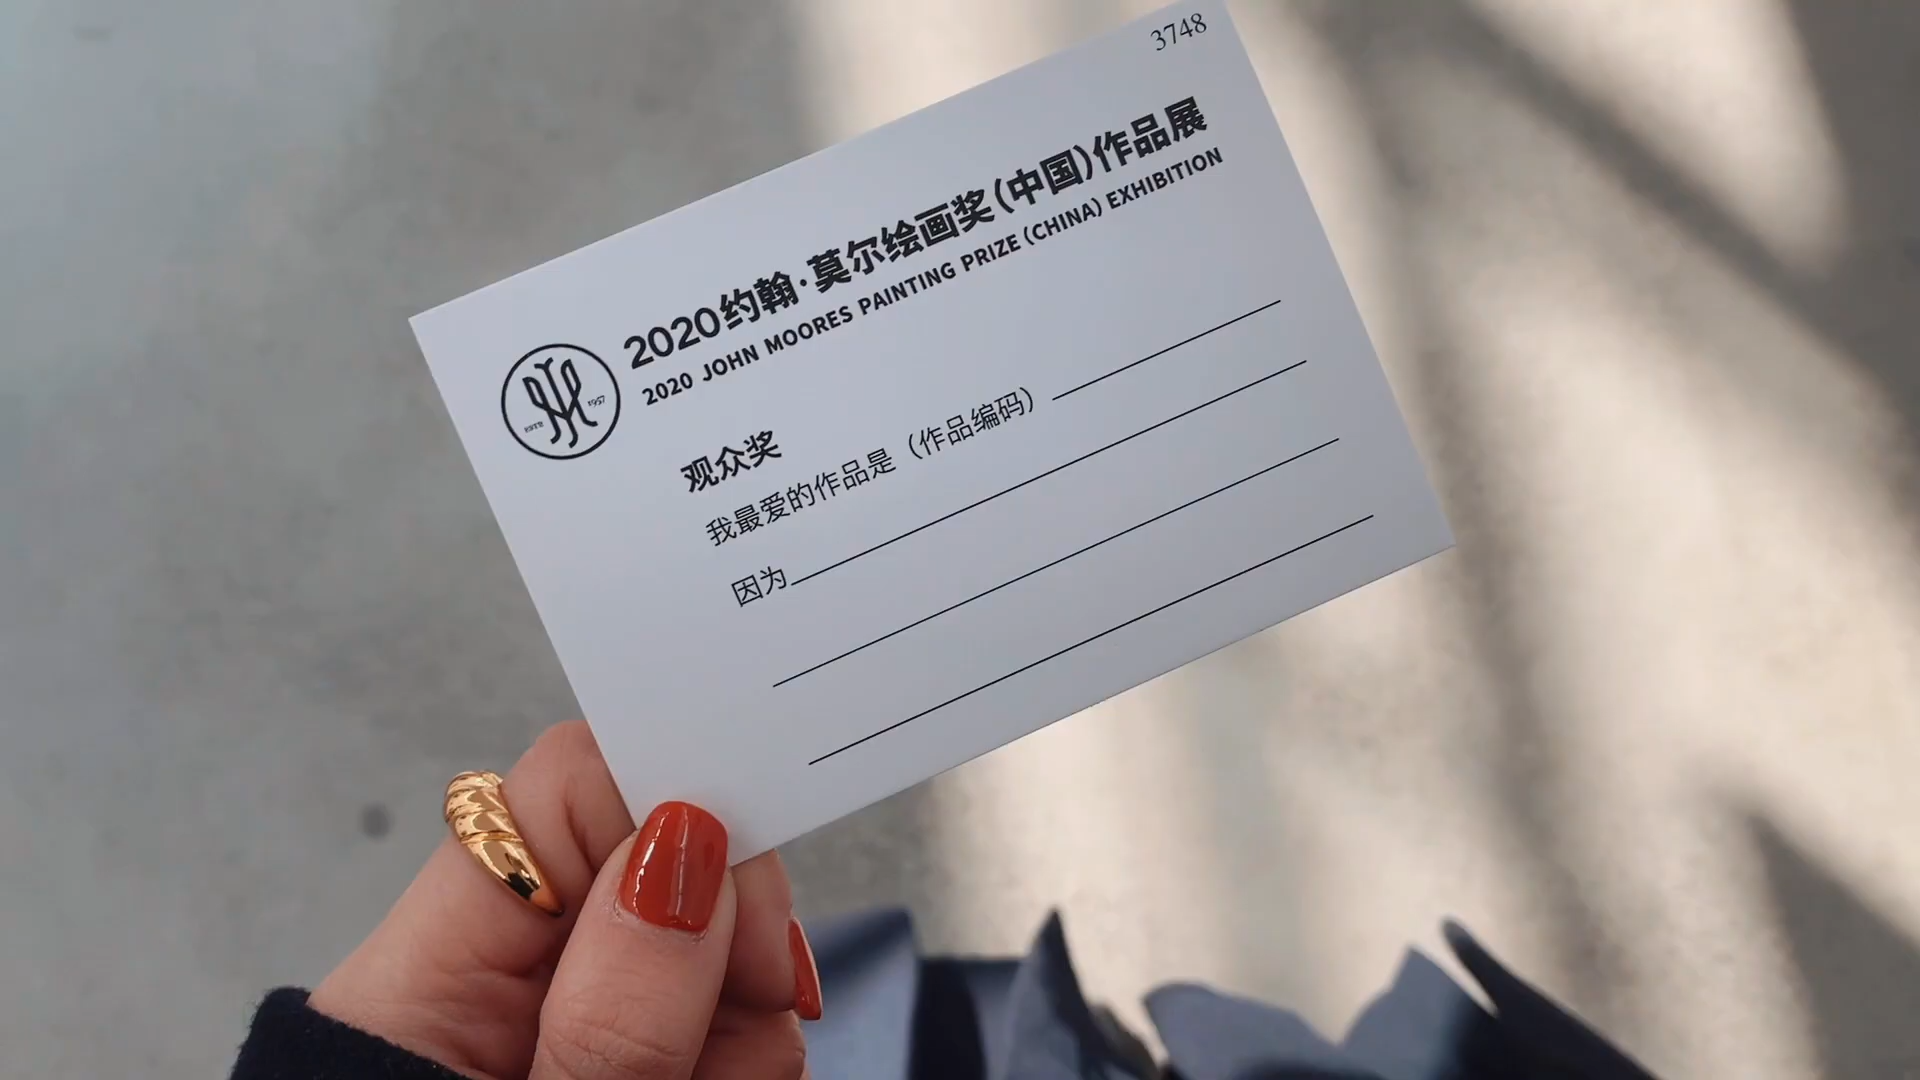 3748
2020约翰·莫尔绘画奖(中国)作品展
2020 JOHN MOORES PAINTING PRIZE (CHINA) EXHIBITION
ESTD 1957
观众奖
我最爱的作品是（作品编码）
因为